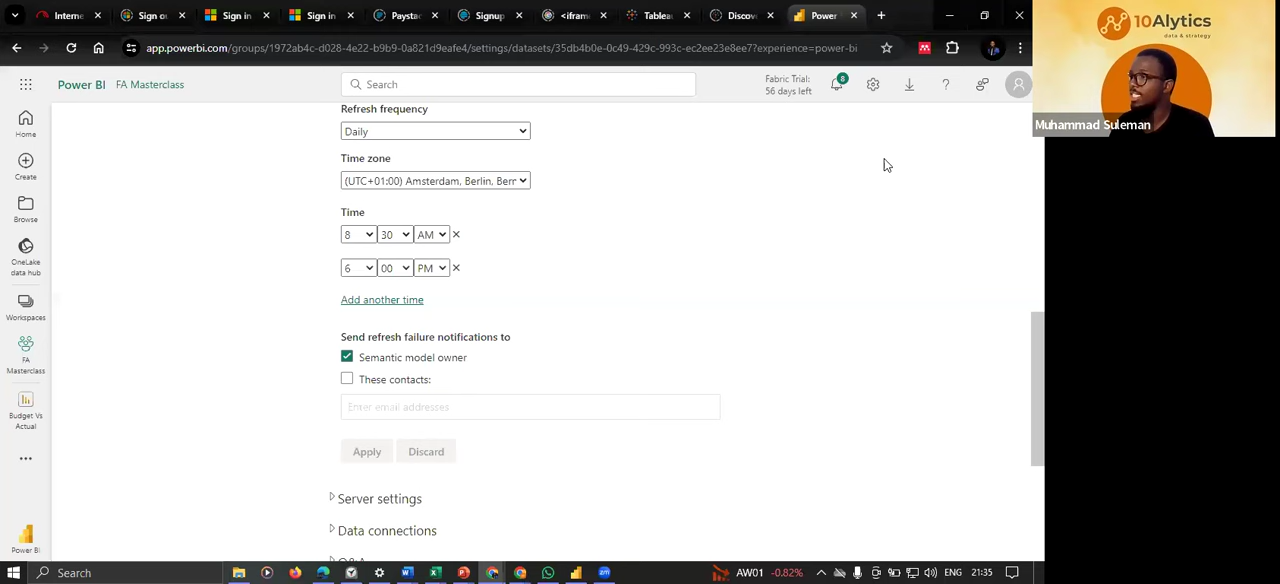 Interne
Sign ou
Sign in
Sign in
Paysta
Signup
<ifram
Tablea
Discov
Power
app.powerbi.com/groups/1972ab4c-d028-4e22-b9b9-0a821d9eafe4/settings/datasets/35db4b0e-0c49-429c-993c-ec2ee23e8ee7?experience=power-bi
10Alytics
data & strategy
Muhammad Suleman
Power BI FA Masterclass
Search
Fabric Trial:
56 days left
8
Home
Create
Browse
OneLake
data hub
Workspaces
FA
Masterclass
Budget Vs
Actual
Power BI
Refresh frequency
Daily
Time zone
(UTC+01:00) Amsterdam, Berlin, Bern
Time
8 30 AM
6 00 PM
Add another time
Send refresh failure notifications to
Semantic model owner
These contacts:
Enter email addresses
Apply Discard
Server settings
Data connections
Q&A
Search
AW01 -0.82%
ENG 21:35